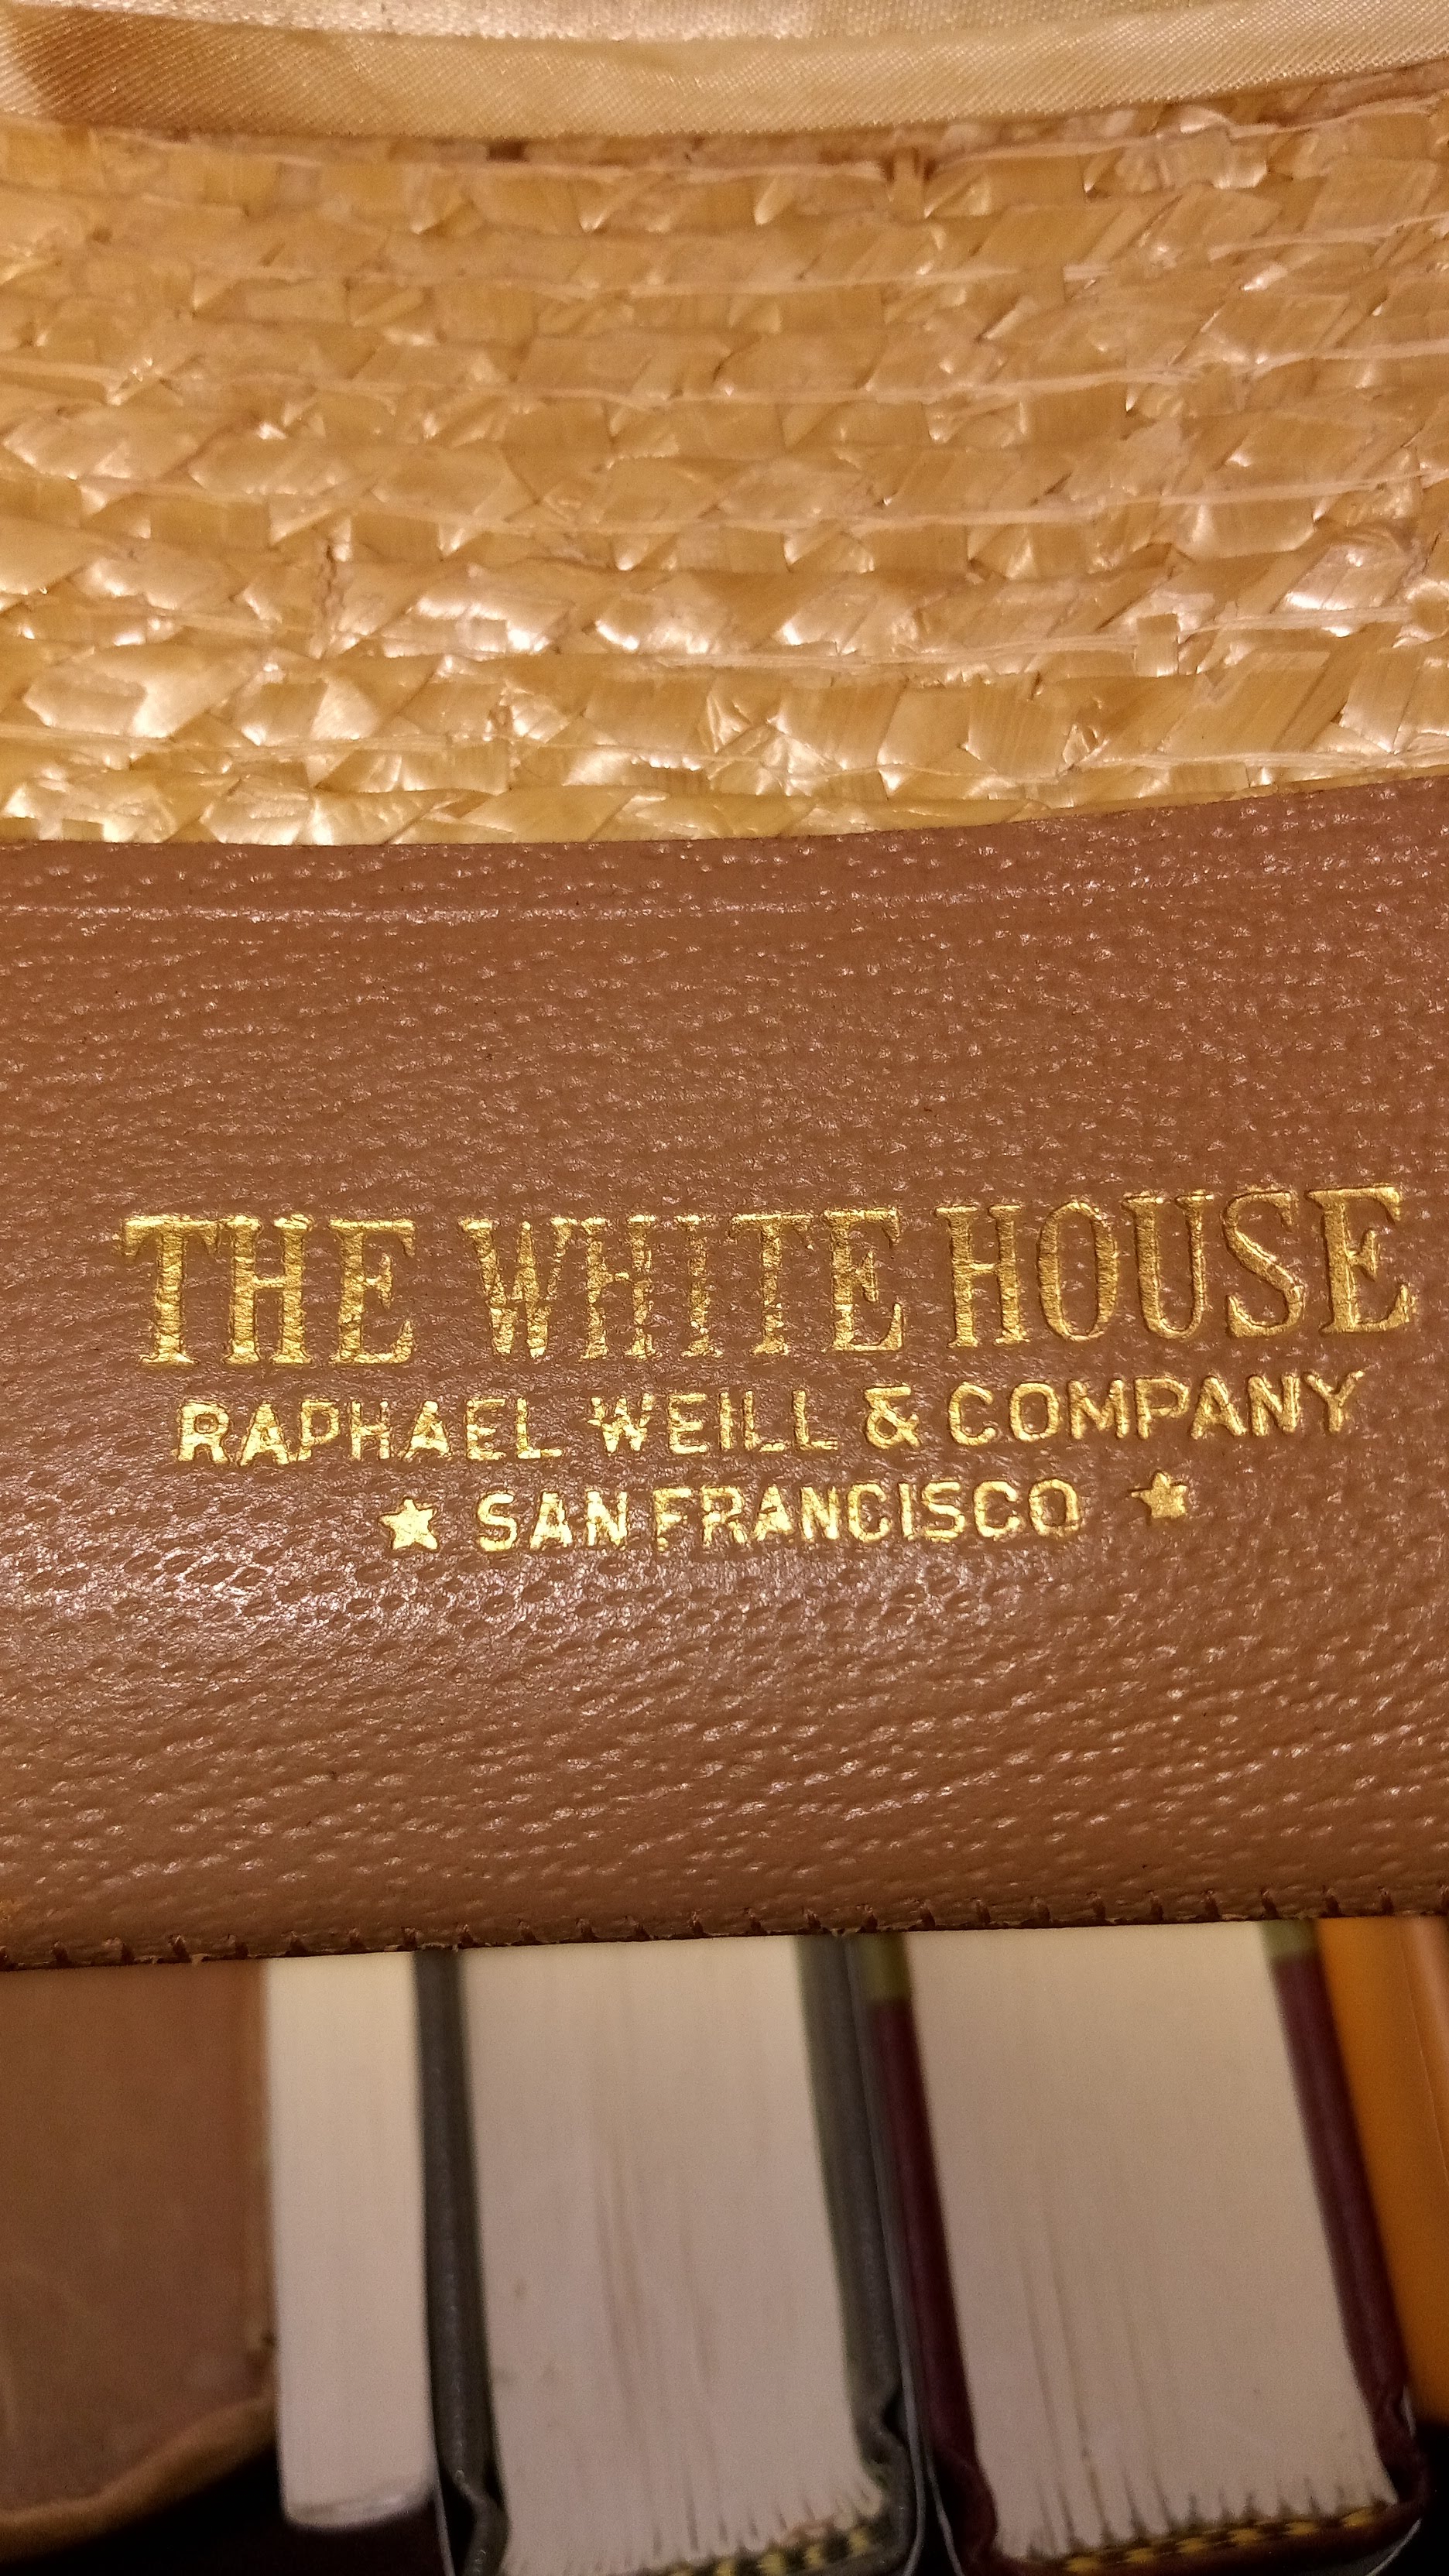 THE WHITE HOUSE
RAPHAEL WEILL & COMPANY
★ SAN FRANCISCO ★